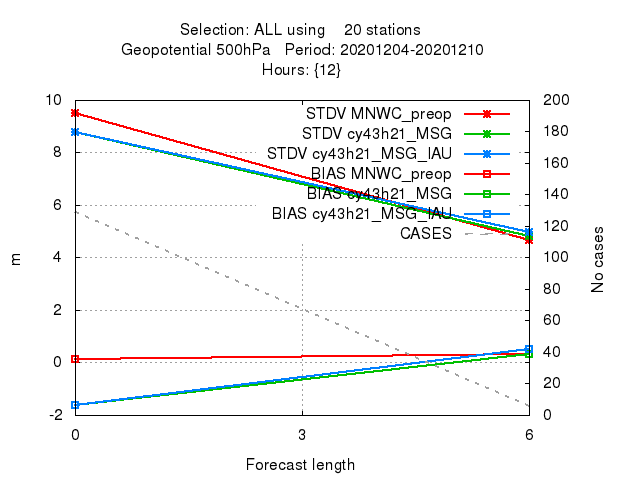 Selection: ALL using    20 stations
Geopotential 500hPa   Period: 20201204-20201210
Hours: {12}
10
8
6
4
2
0
-2
m
200
180
160
140
120
100
80
60
40
20
0
No cases
STDV MNWC_preop
STDV cy43h21_MSG
STDV cy43h21_MSG_IAU
BIAS MNWC_preop
BIAS cy43h21_MSG
BIAS cy43h21_MSG_IAU
CASES
0
3
6
Forecast length